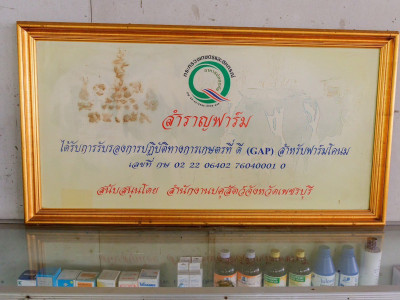 สำราญฟาร์ม
ได้รับการรับรองการปฏิบัติทางการเกษตรที่ ดี (GAP) สำหรับฟาร์มโคนม
เลขที่ กษ 02 22 06402 76040001 0
สนับสนุนโดย สำนักงานปศุสัตว์จังหวัดเพชรบุรี